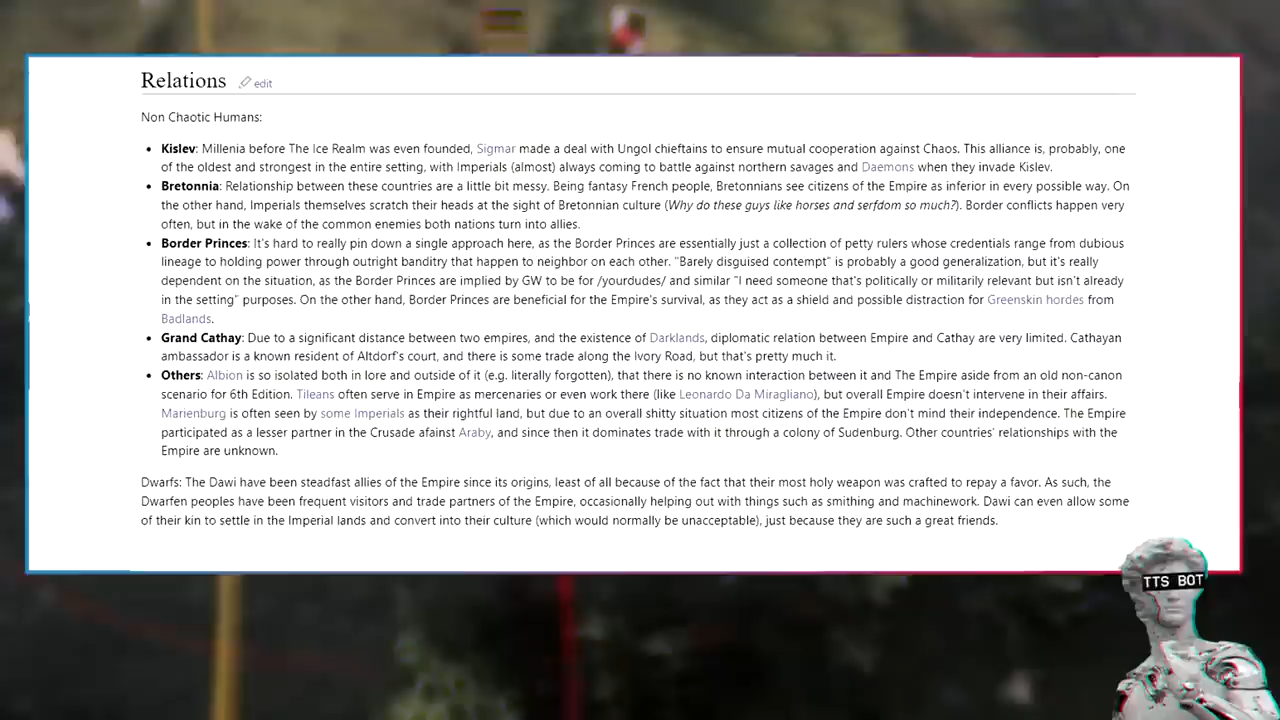 Relations edit
Non Chaotic Humans:
• Kislev: Millenia before The Ice Realm was even founded, Sigmar made a deal with Ungol chieftains to ensure mutual cooperation against Chaos. This alliance is, probably, one
of the oldest and strongest in the entire setting, with Imperials (almost) always coming to battle against northern savages and Daemons when they invade Kislev.
• Bretonnia: Relationship between these countries are a little bit messy. Being fantasy French people, Bretonnians see citizens of the Empire as inferior in every possible way. On
the other hand, Imperials themselves scratch their heads at the sight of Bretonnian culture (Why do these guys like horses and serfdom so much?). Border conflicts happen very
often, but in the wake of the common enemies both nations turn into allies.
• Border Princes: It's hard to really pin down a single approach here, as the Border Princes are essentially just a collection of petty rulers whose credentials range from dubious
lineage to holding power through outright banditry that happen to neighbor on each other. "Barely disguised contempt" is probably a good generalization, but it's really
dependent on the situation, as the Border Princes are implied by GW to be for /yourdudes/ and similar "I need someone that's politically or militarily relevant but isn't already
in the setting" purposes. On the other hand, Border Princes are beneficial for the Empire's survival, as they act as a shield and possible distraction for Greenskin hordes from
Badlands.
• Grand Cathay: Due to a significant distance between two empires, and the existence of Darklands, diplomatic relation between Empire and Cathay are very limited. Cathayan
ambassador is a known resident of Altdorf's court, and there is some trade along the Ivory Road, but that's pretty much it.
• Others: Albion is so isolated both in lore and outside of it (e.g. literally forgotten), that there is no known interaction between it and The Empire aside from an old non-canon
scenario for 6th Edition. Tileans often serve in Empire as mercenaries or even work there (like Leonardo Da Miragliano), but overall Empire doesn't intervene in their affairs.
Marienburg is often seen by some Imperials as their rightful land, but due to an overall shitty situation most citizens of the Empire don't mind their independence. The Empire
participated as a lesser partner in the Crusade afainst Araby, and since then it dominates trade with it through a colony of Sudenburg. Other countries' relationships with the
Empire are unknown.
Dwarfs: The Dawi have been steadfast allies of the Empire since its origins, least of all because of the fact that their most holy weapon was crafted to repay a favor. As such, the
Dwarfen peoples have been frequent visitors and trade partners of the Empire, occasionally helping out with things such as smithing and machinework. Dawi can even allow some
of their kin to settle in the Imperial lands and convert into their culture (which would normally be unacceptable), just because they are such a great friends.
TTS BOT